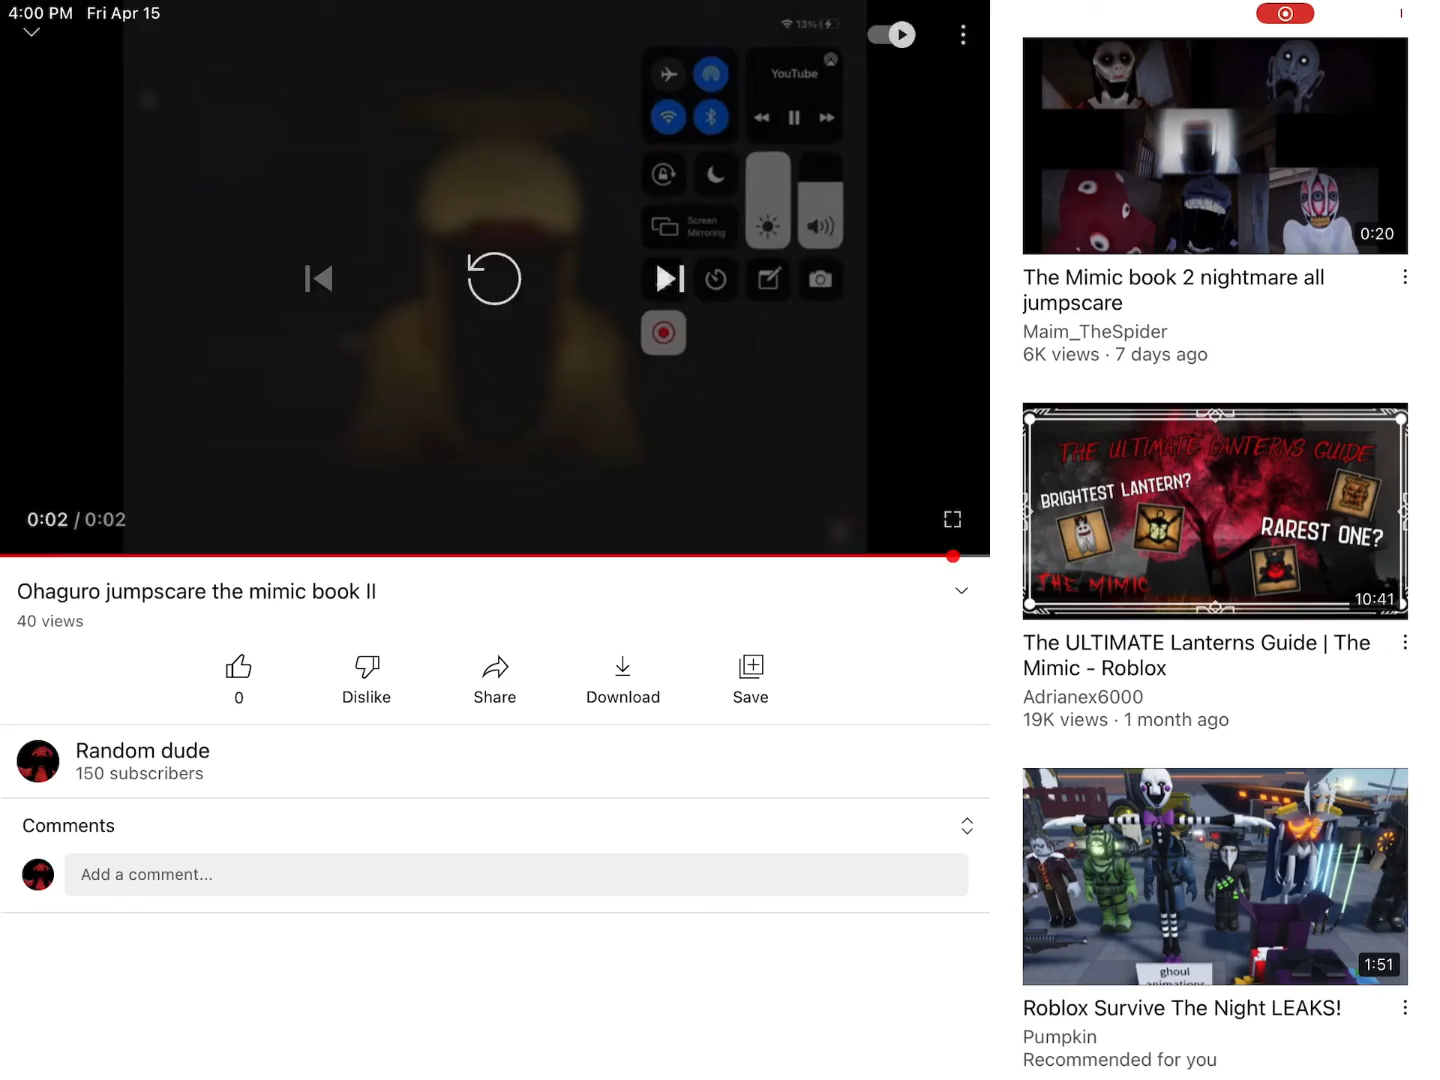 4:00 PM Fri Apr 15
13%
YouTube
Screen
Mirroring
0:02 / 0:02
Ohaguro jumpscare the mimic book II
40 views
0
Dislike
Share
Download
Save
Random dude
150 subscribers
Comments
Add a comment...
0:20
The Mimic book 2 nightmare all
jumpscare
Maim_TheSpider
6K views · 7 days ago
THE ULTIMATE LANTERNS GUIDE
BRIGHTEST LANTERN?
RAREST ONE?
THE MIMIC
10:41
The ULTIMATE Lanterns Guide | The
Mimic - Roblox
Adrianex6000
19K views · 1 month ago
ghoul
animations
1:51
Roblox Survive The Night LEAKS!
Pumpkin
Recommended for you